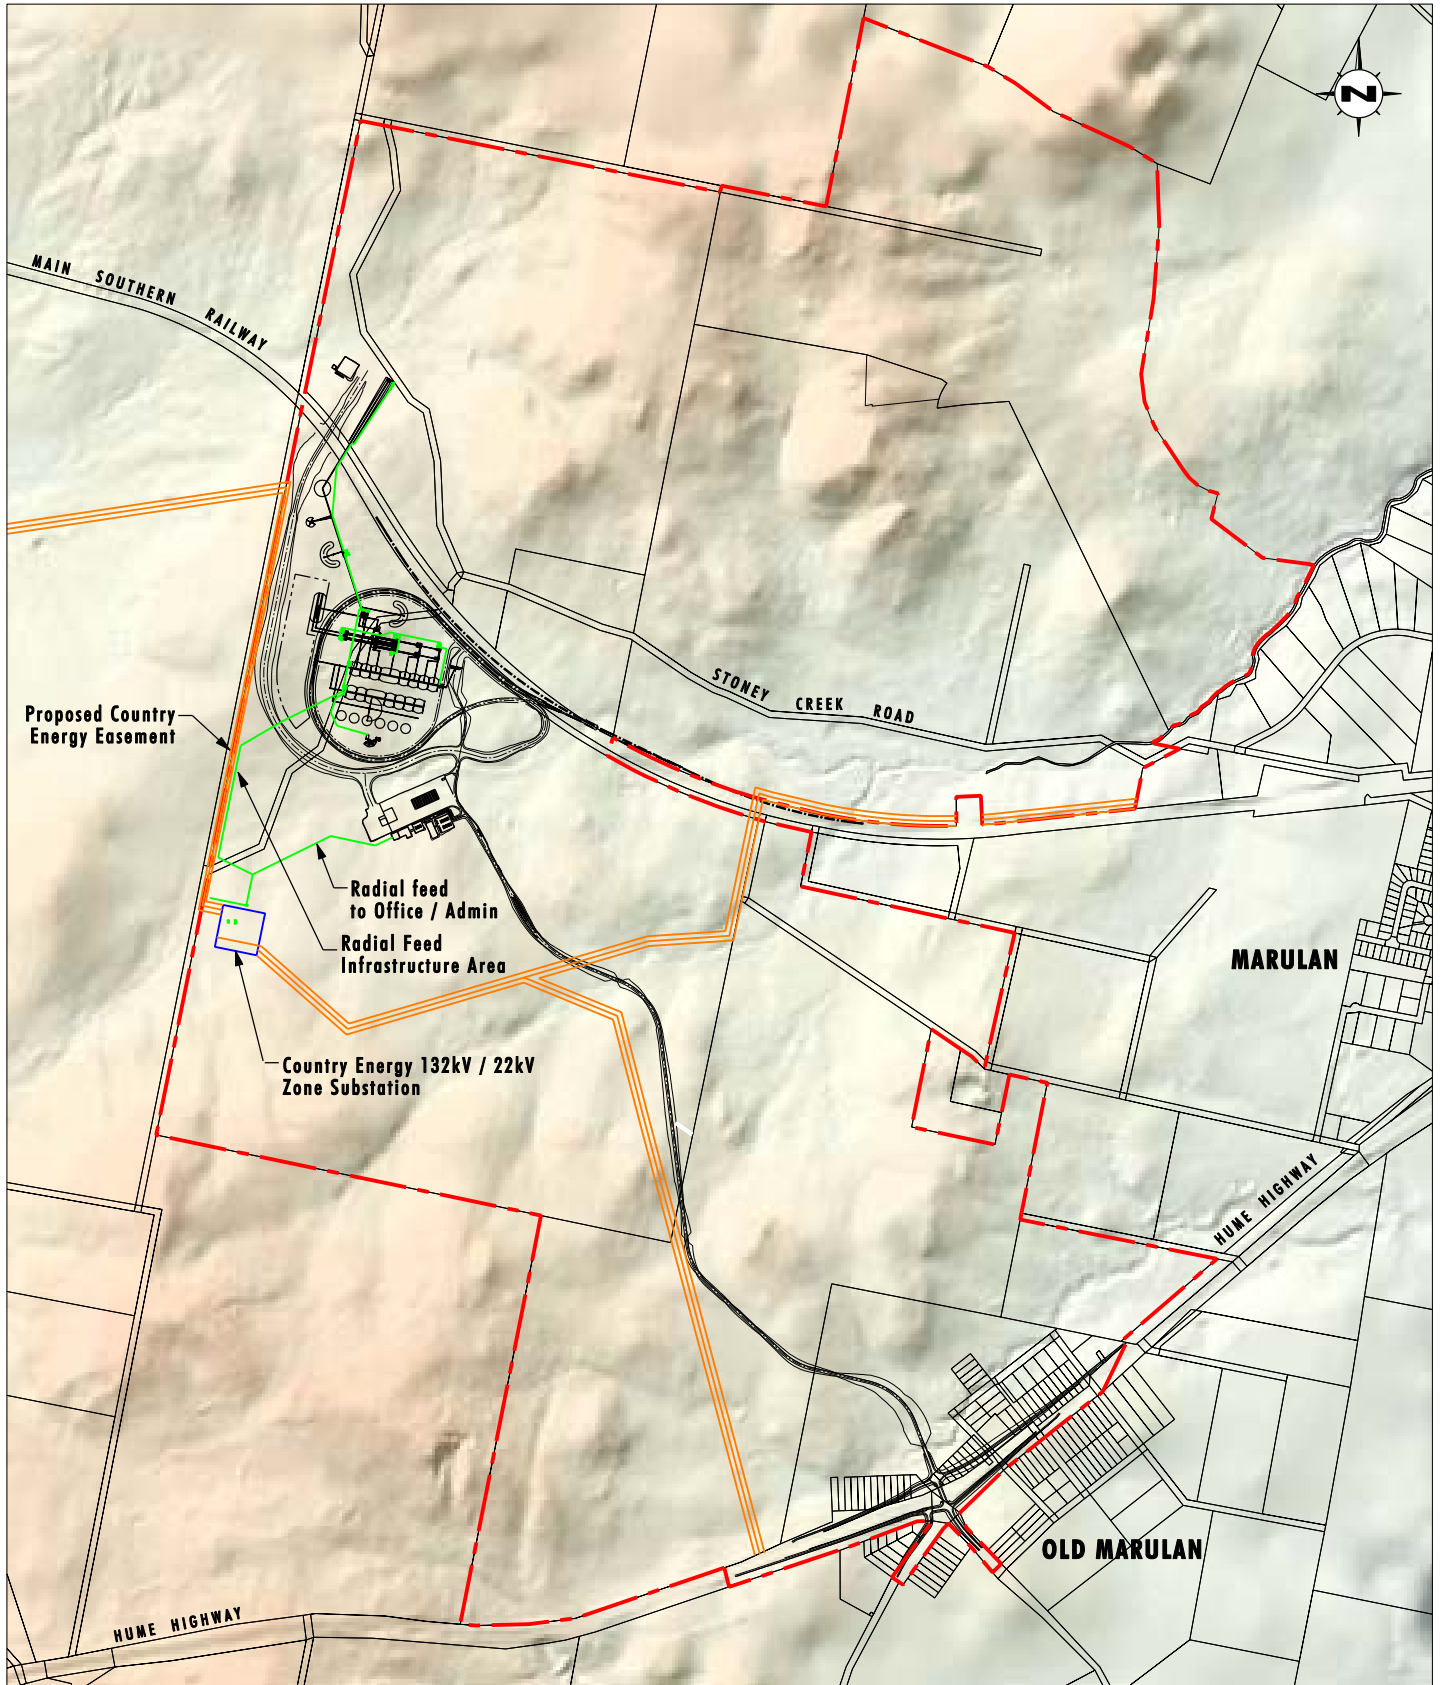 N
MAIN SOUTHERN RAILWAY
STONEY CREEK ROAD
Proposed Country
Energy Easement
Radial feed
to Office / Admin
Radial Feed
Infrastructure Area
MARULAN
Country Energy 132kV / 22kV
Zone Substation
HUME HIGHWAY
OLD MARULAN
HUME HIGHWAY